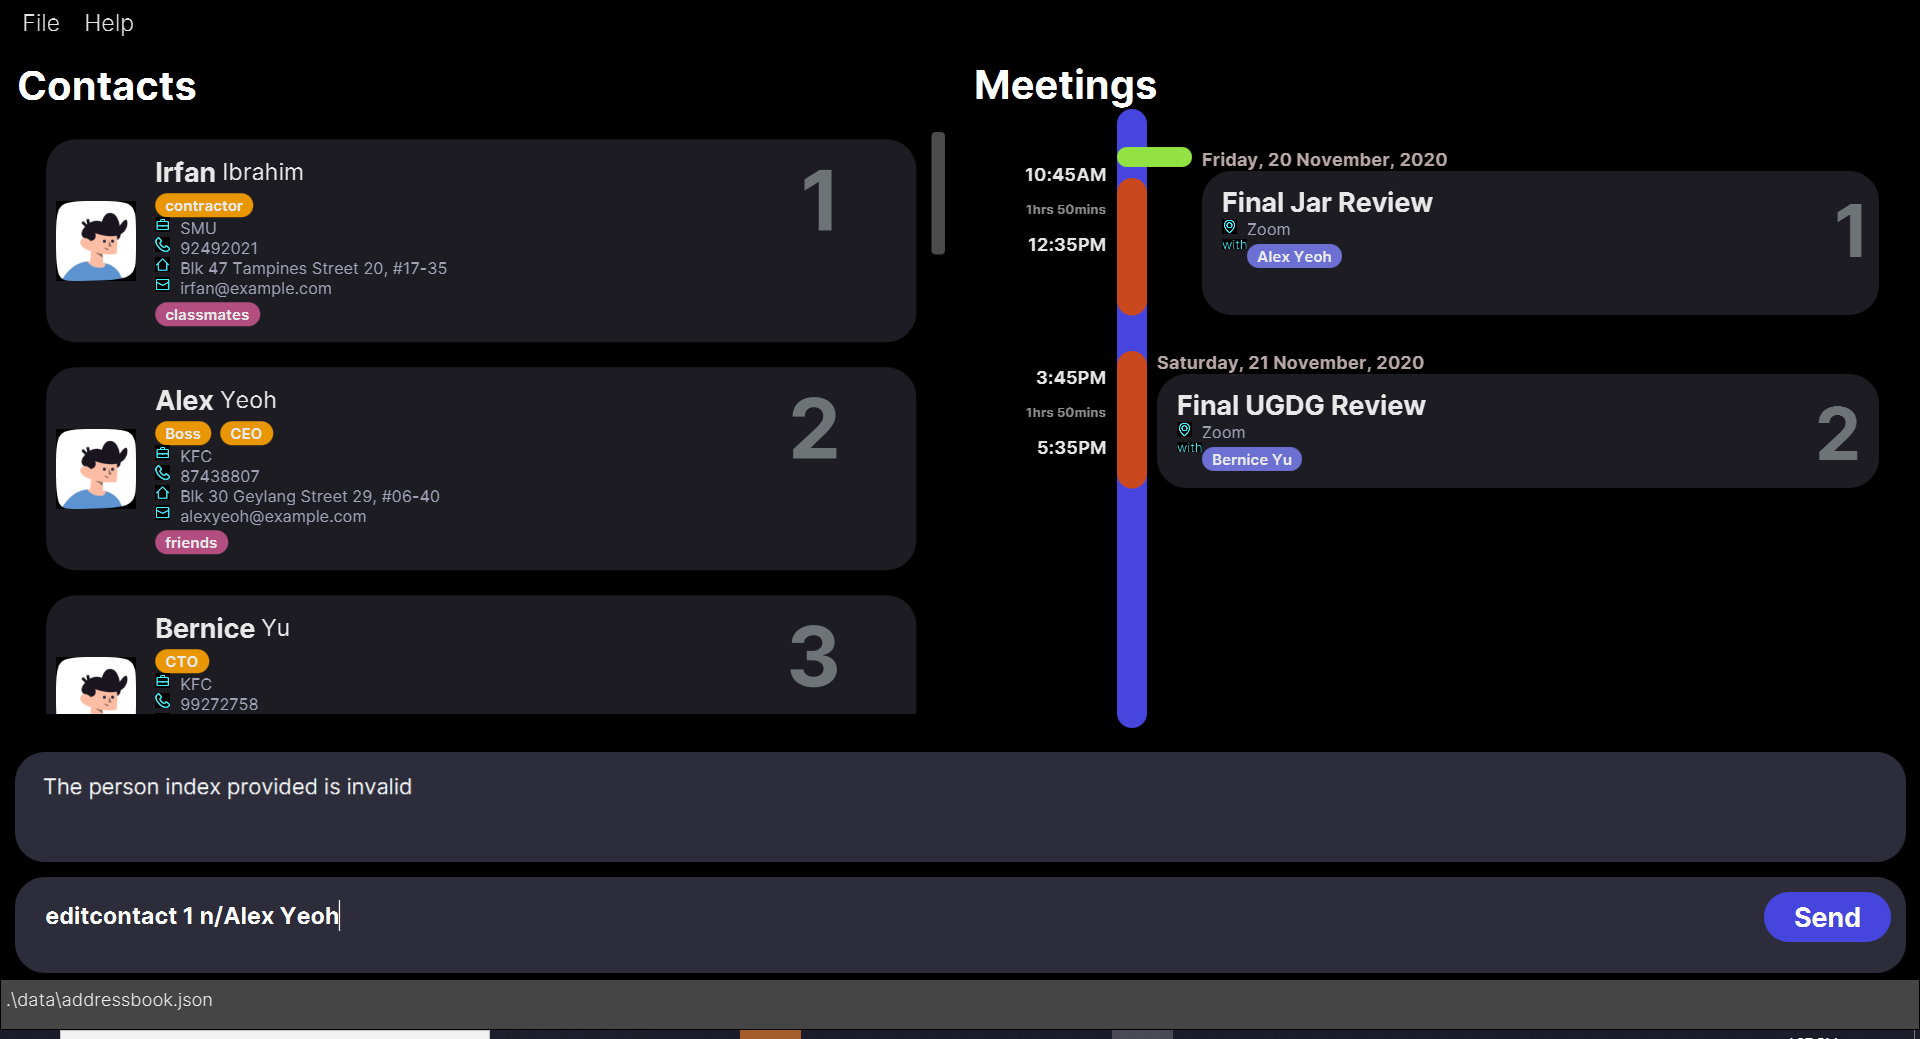 File Help
Contacts
Irfan Ibrahim
1
contractor
SMU
92492021
Blk 47 Tampines Street 20, #17-35
irfan@example.com
classmates
Alex Yeoh
2
Boss CEO
KFC
87438807
Blk 30 Geylang Street 29, #06-40
alexyeoh@example.com
friends
Bernice Yu
3
CTO
KFC
99272758
Meetings
Friday, 20 November, 2020
10:45AM
1hrs 50mins
12:35PM
Final Jar Review
1
Zoom
with Alex Yeoh
Saturday, 21 November, 2020
3:45PM
1hrs 50mins
5:35PM
Final UGDG Review
2
Zoom
with Bernice Yu
The person index provided is invalid
editcontact 1 n/Alex Yeoh
Send
.\data\addressbook.json